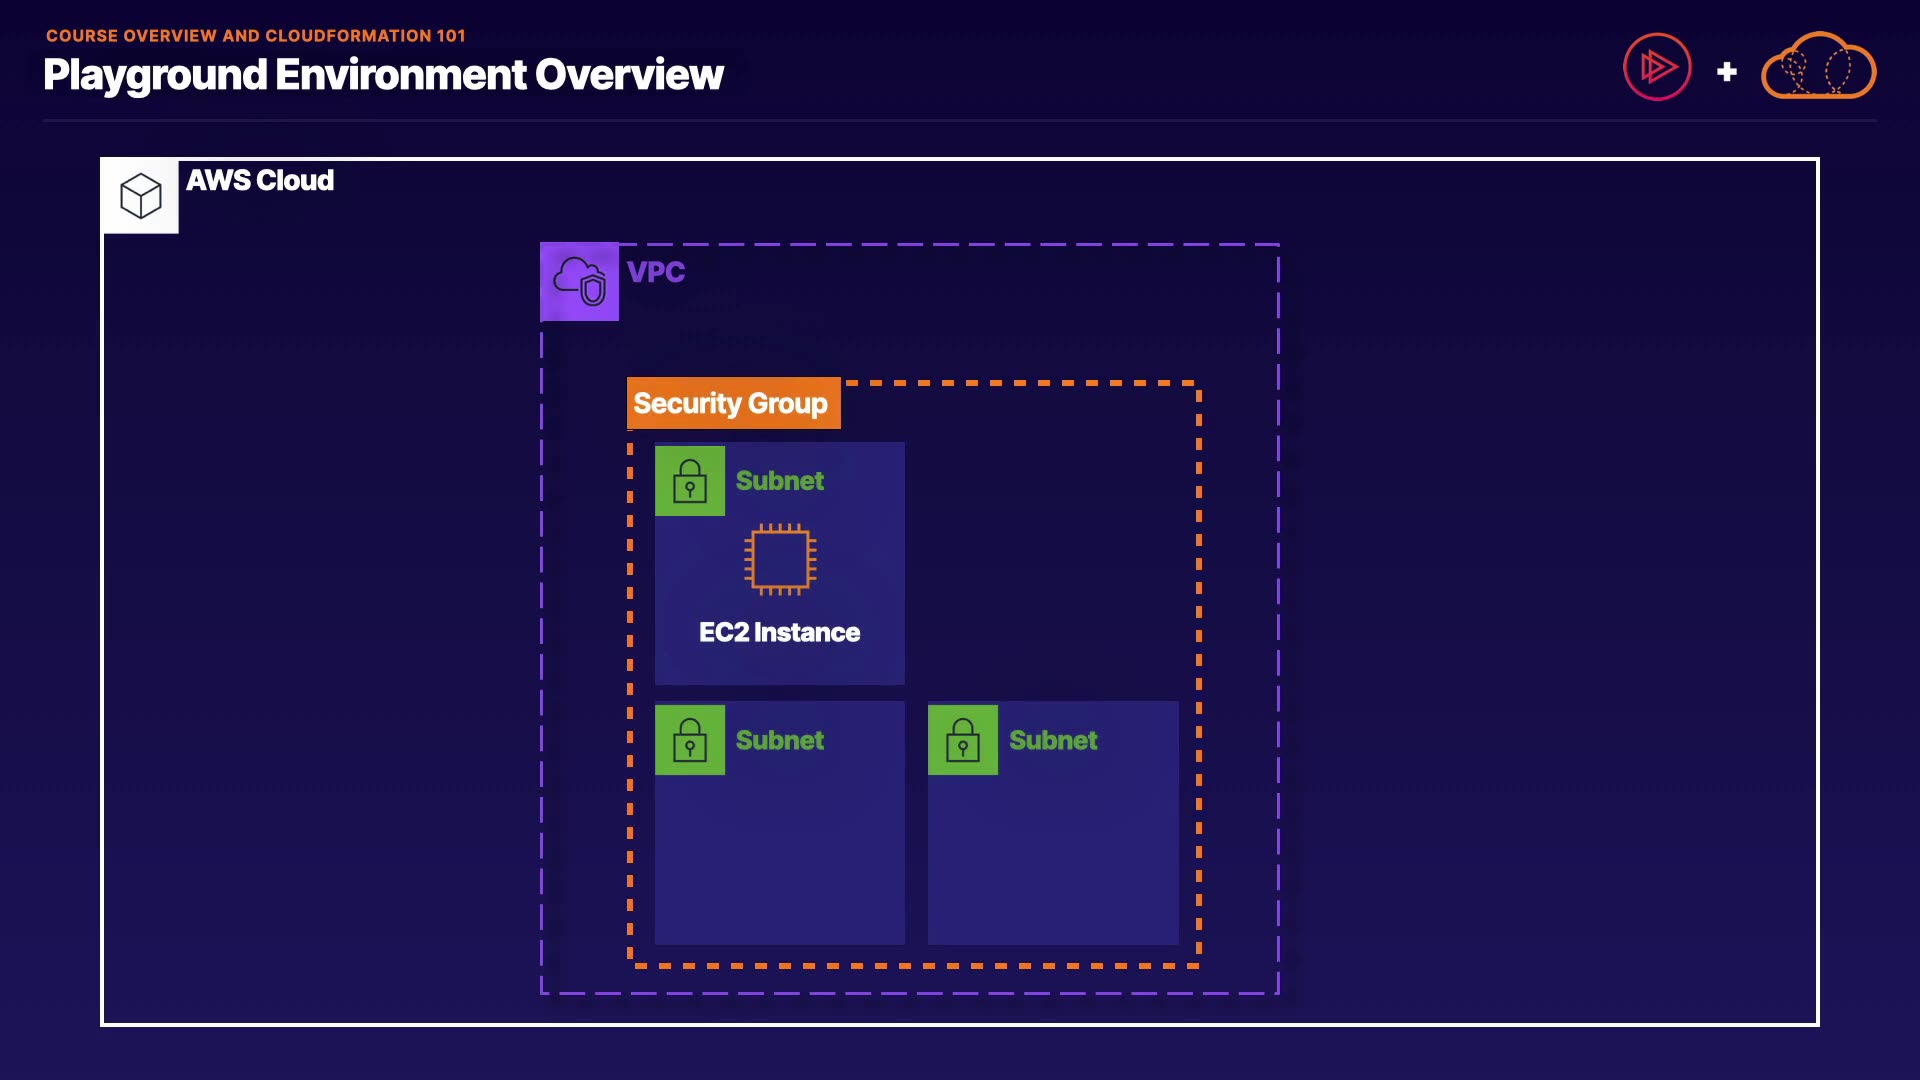 COURSE OVERVIEW AND CLOUDFORMATION 101
Playground Environment Overview
AWS Cloud
VPC
Security Group
Subnet
EC2 Instance
Subnet
Subnet